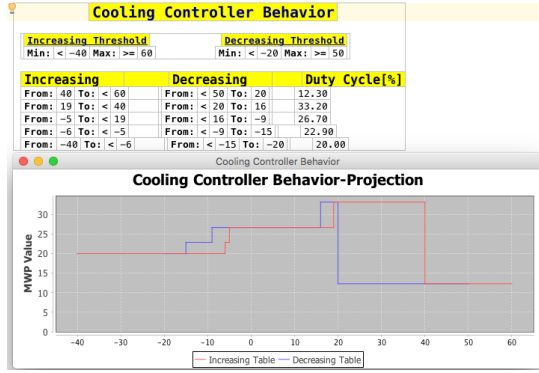 Cooling Controller Behavior
Increasing Threshold Decreasing Threshold
Min: < −40 Max: >= 60 Min: < −20 Max: >= 50
Increasing Decreasing Duty Cycle[%]
From: 40 To: < 60 From: < 50 To: 20 12.30
From: 19 To: < 40 From: < 20 To: 16 33.20
From: −5 To: < 19 From: < 16 To: −9 26.70
From: −6 To: < −5 From: < −9 To: −15 22.90
From: −40 To: < −6 From: < −15 To: −20 20.00
Cooling Controller Behavior
Cooling Controller Behavior-Projection
MWP Value
30
25
20
15
10
5
0
−40 −30 −20 −10 0 10 20 30 40 50 60
Increasing Table Decreasing Table